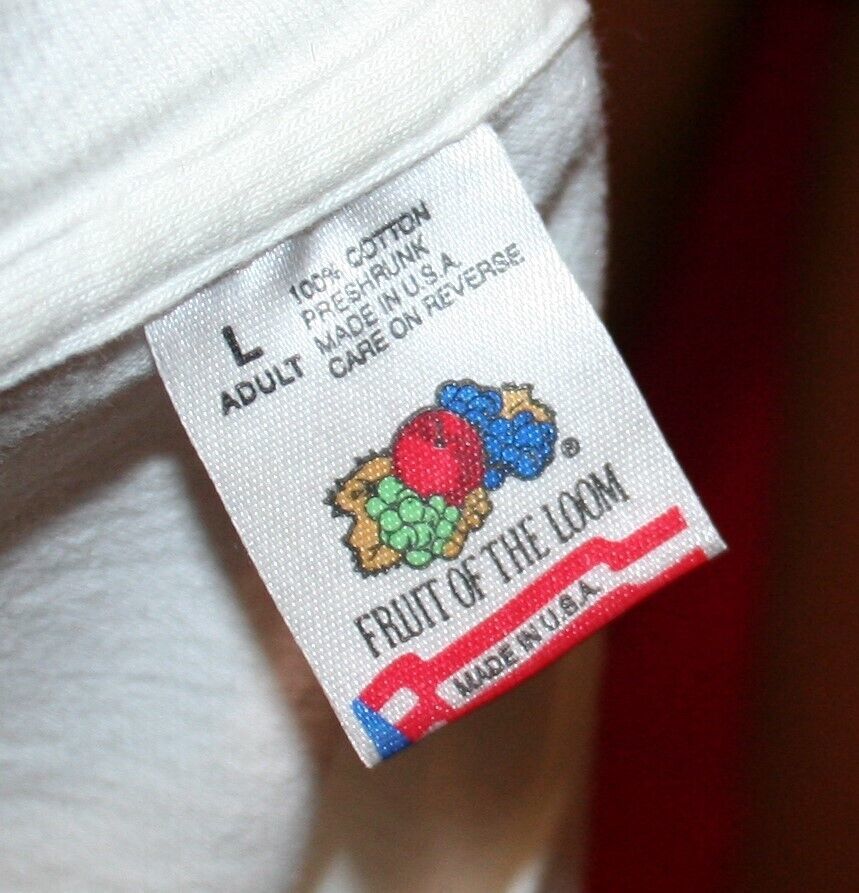 100% COTTON
PRESHRUNK
MADE IN U.S.A.
CARE ON REVERSE
L
ADULT
®
FRUIT OF THE LOOM
MADE IN U.S.A.